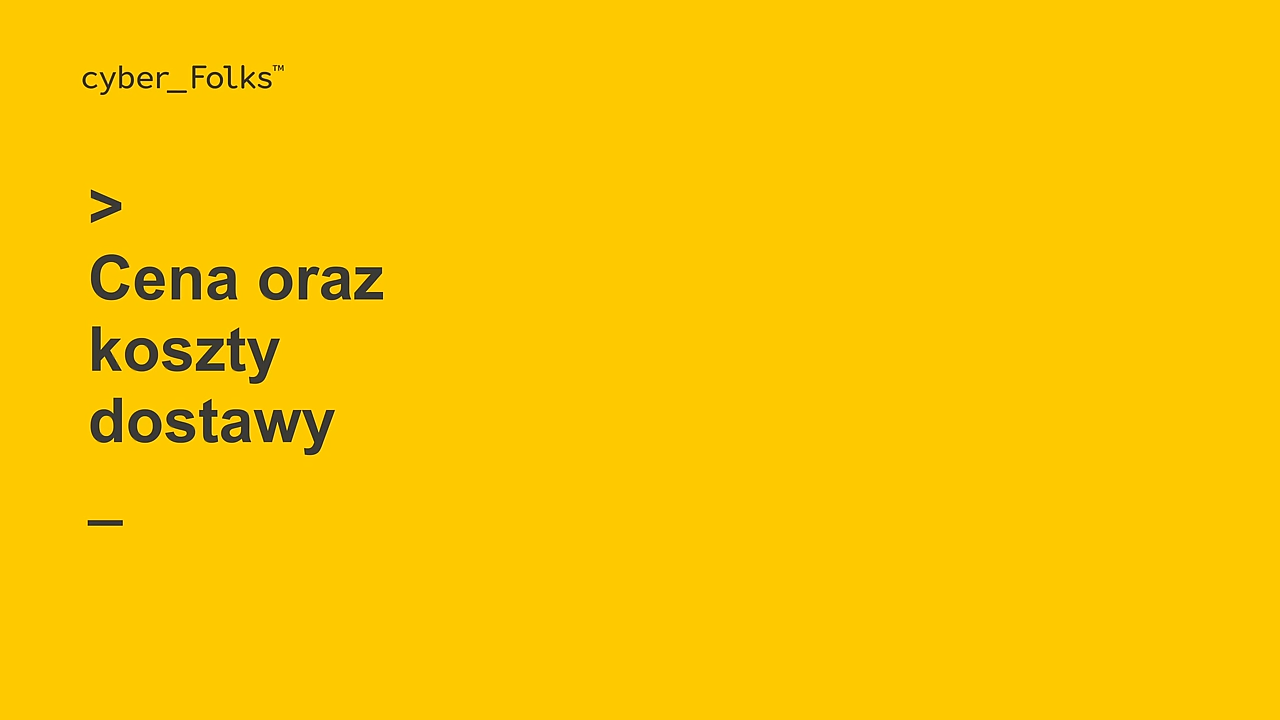 cyber_Folks™
>
Cena oraz
koszty
dostawy
_